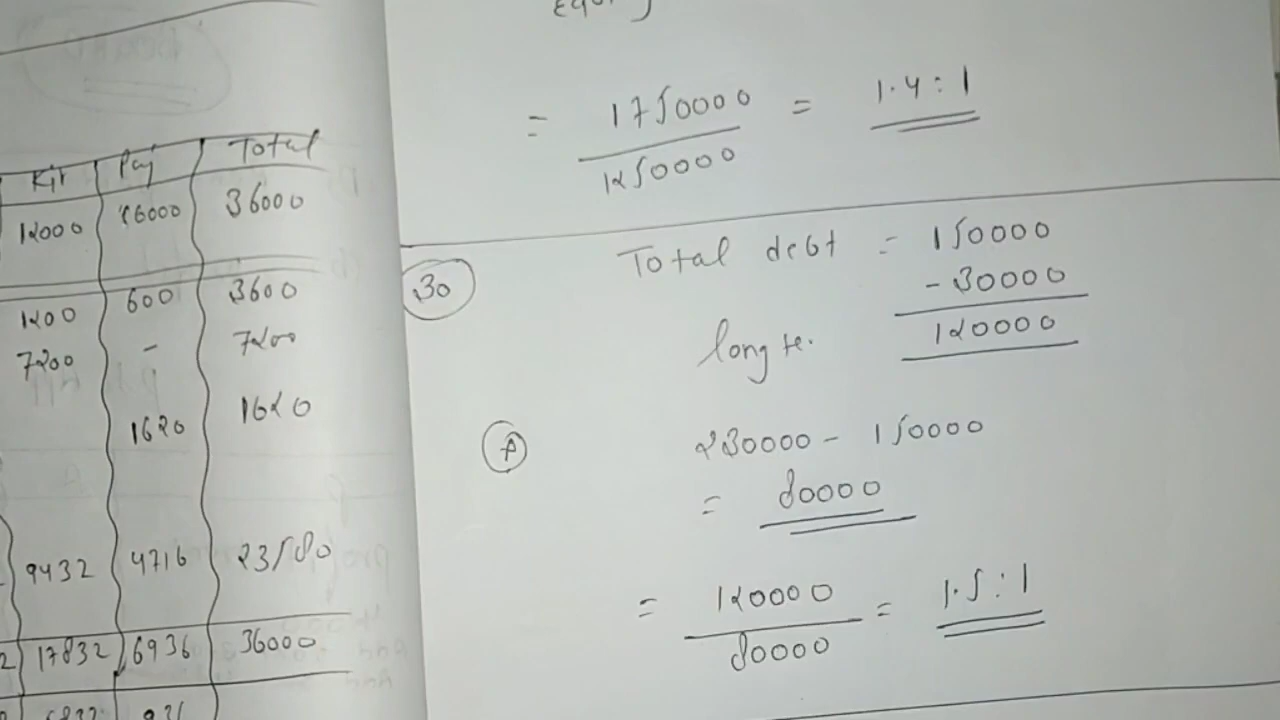 Kir Paj Total
12000 6000 36000
1200 600 3600
7200 - 7200
1620 1620
9432 4716 23580
17832 6936 36000
= 1750000 / 1250000 = 1.4 : 1
30
Total debt = 150000
- 30000
long te. 120000
A
230000 - 150000
= 80000
= 120000 / 80000 = 1.5 : 1